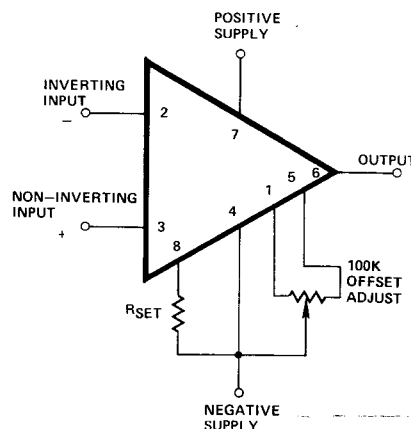 POSITIVE
SUPPLY
INVERTING
INPUT
–
2
7
OUTPUT
6
5
NON–INVERTING
INPUT
+
3
1
4
8
100K
OFFSET
ADJUST
RSET
NEGATIVE
SUPPLY